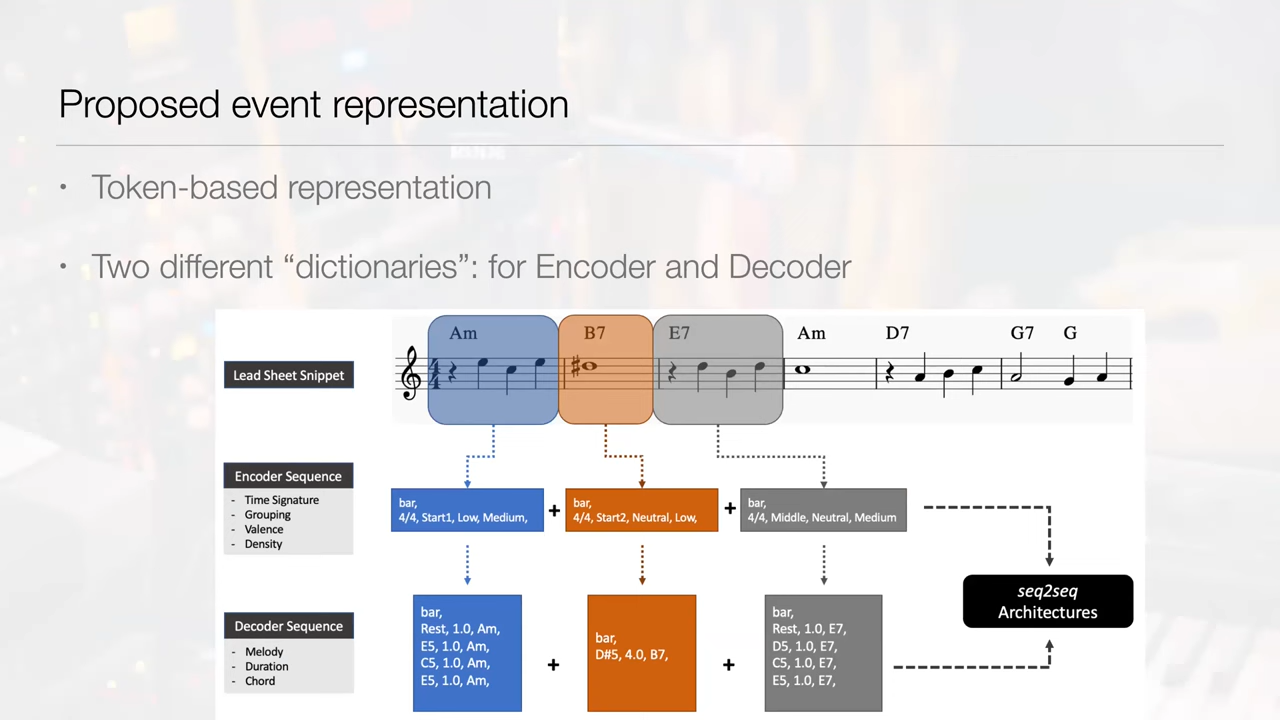 Proposed event representation
• Token-based representation
• Two different “dictionaries”: for Encoder and Decoder
Am B7 E7 Am D7 G7 G
Lead Sheet Snippet
4/4
Encoder Sequence
- Time Signature
- Grouping
- Valence
- Density
bar,
4/4, Start1, Low, Medium,
+
bar,
4/4, Start2, Neutral, Low,
+
bar,
4/4, Middle, Neutral, Medium
seq2seq
Architectures
Decoder Sequence
- Melody
- Duration
- Chord
bar,
Rest, 1.0, Am,
E5, 1.0, Am,
C5, 1.0, Am,
E5, 1.0, Am,
+
bar,
D#5, 4.0, B7,
+
bar,
Rest, 1.0, E7,
D5, 1.0, E7,
C5, 1.0, E7,
E5, 1.0, E7,